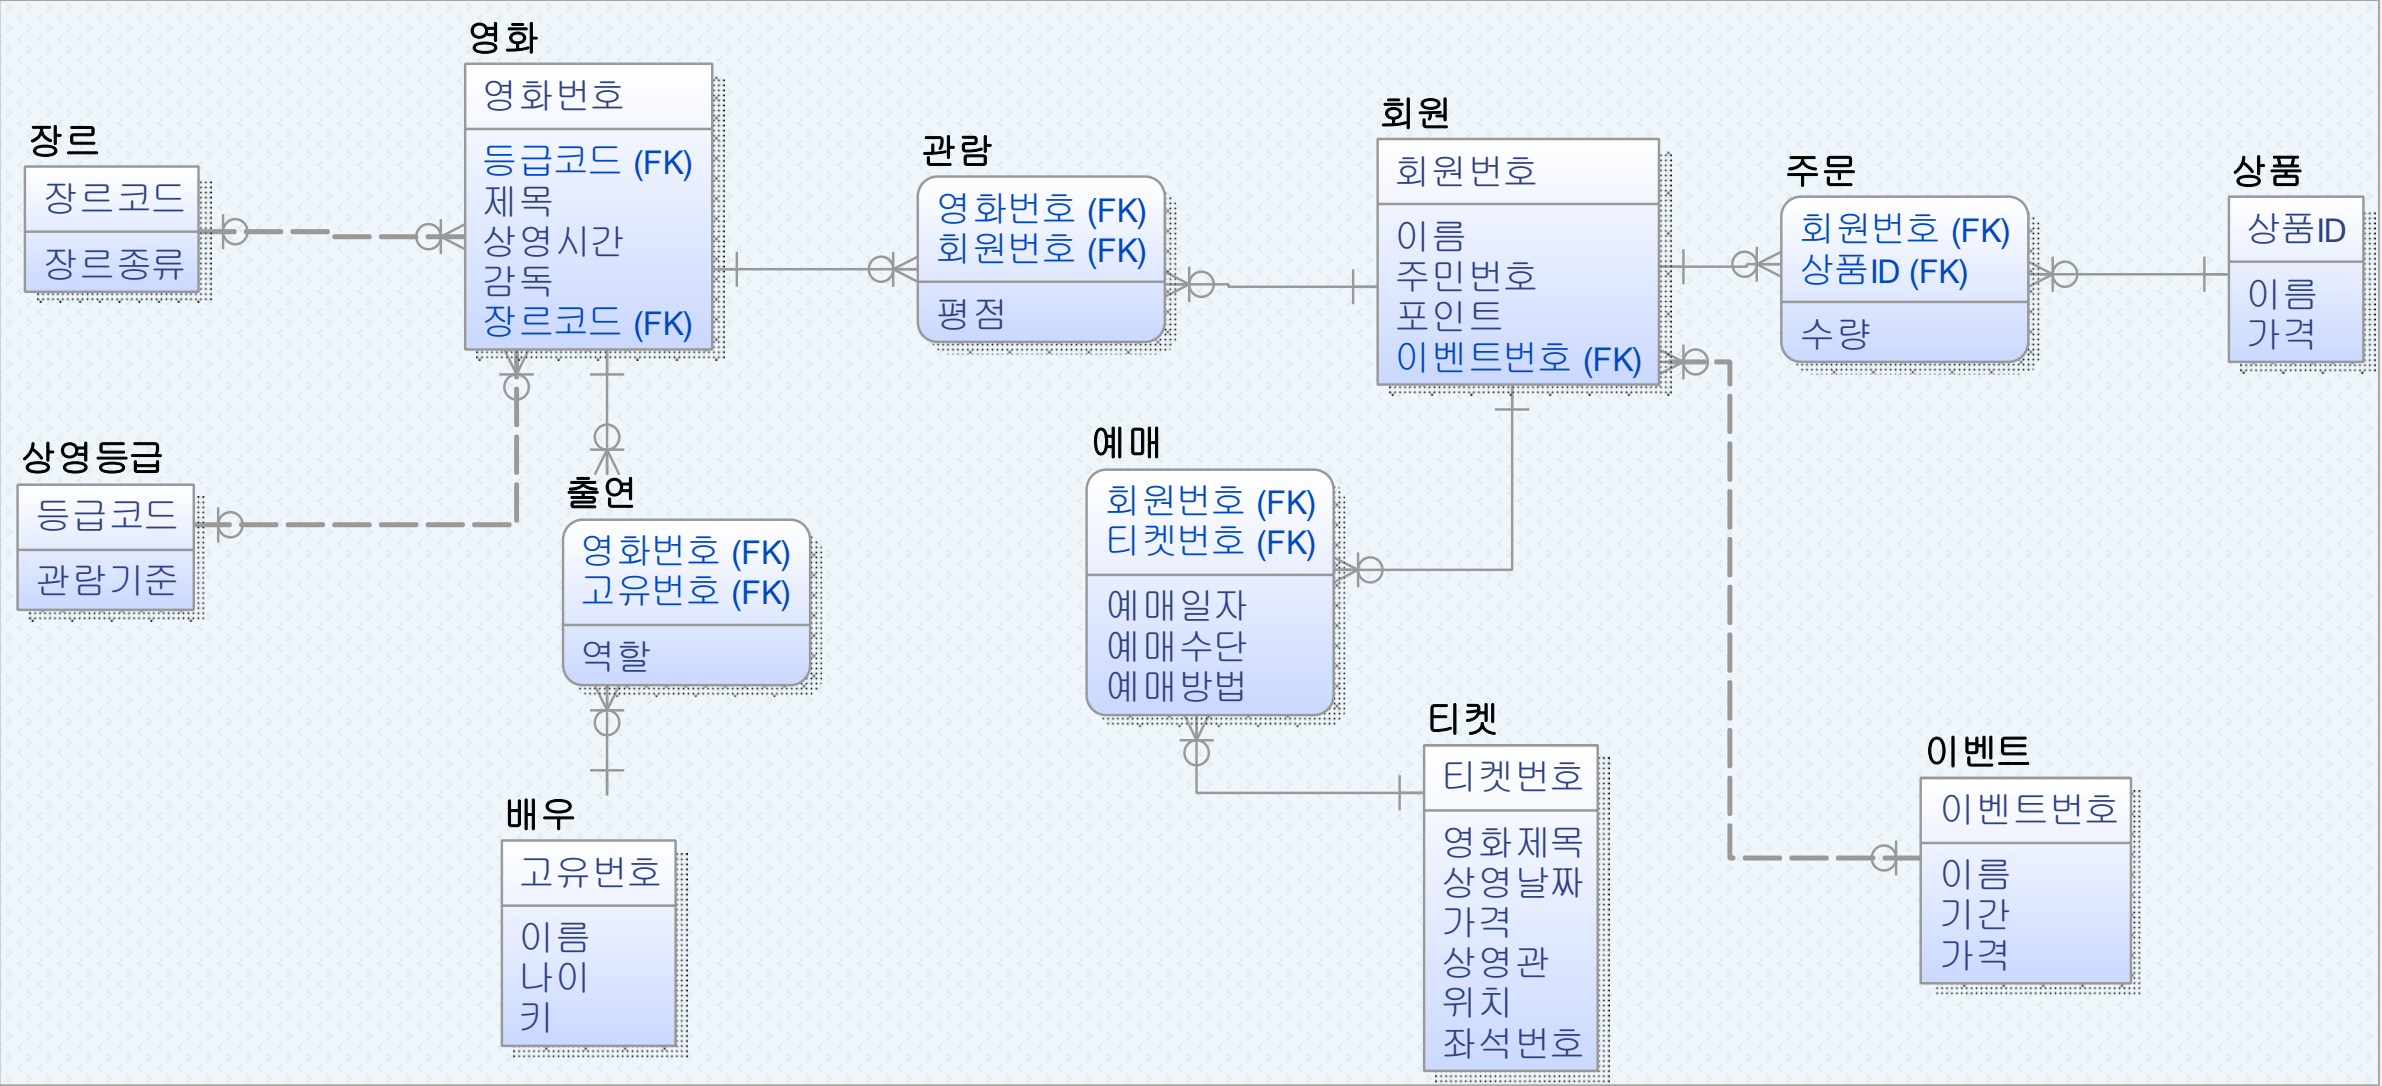 영화
영화번호
등급코드 (FK)
제목
상영시간
감독
장르코드 (FK)
장르
장르코드
장르종류
관람
영화번호 (FK)
회원번호 (FK)
평점
회원
회원번호
이름
주민번호
포인트
이벤트번호 (FK)
주문
회원번호 (FK)
상품ID (FK)
수량
상품
상품ID
이름
가격
상영등급
등급코드
관람기준
출연
영화번호 (FK)
고유번호 (FK)
역할
예매
회원번호 (FK)
티켓번호 (FK)
예매일자
예매수단
예매방법
배우
고유번호
이름
나이
키
티켓
티켓번호
영화제목
상영날짜
가격
상영관
위치
좌석번호
이벤트
이벤트번호
이름
기간
가격